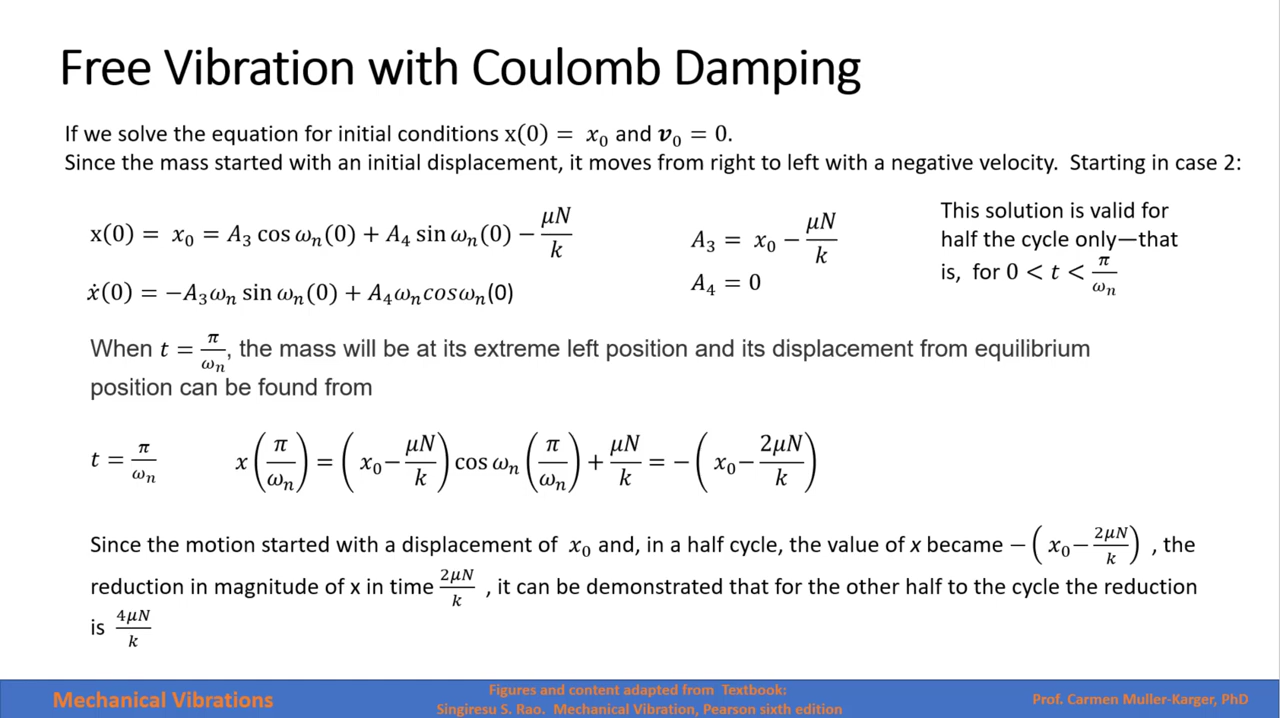 Free Vibration with Coulomb Damping
If we solve the equation for initial conditions x(0) = x₀ and v₀ = 0.
Since the mass started with an initial displacement, it moves from right to left with a negative velocity. Starting in case 2:
x(0) = x₀ = A₃ cos ωₙ(0) + A₄ sin ωₙ(0) − μN/k
ẋ(0) = −A₃ωₙ sin ωₙ(0) + A₄ωₙcosωₙ(0)
A₃ = x₀ − μN/k
A₄ = 0
This solution is valid for
half the cycle only—that
is, for 0 < t < π/ωₙ
When t = π/ωₙ, the mass will be at its extreme left position and its displacement from equilibrium
position can be found from
t = π/ωₙ
x(π/ωₙ) = (x₀− μN/k) cos ωₙ (π/ωₙ) + μN/k = −(x₀− 2μN/k)
Since the motion started with a displacement of x₀ and, in a half cycle, the value of x became −(x₀− 2μN/k) , the
reduction in magnitude of x in time 2μN/k , it can be demonstrated that for the other half to the cycle the reduction
is 4μN/k
Mechanical Vibrations
Figures and content adapted from Textbook:
Singiresu S. Rao. Mechanical Vibration, Pearson sixth edition
Prof. Carmen Muller-Karger, PhD